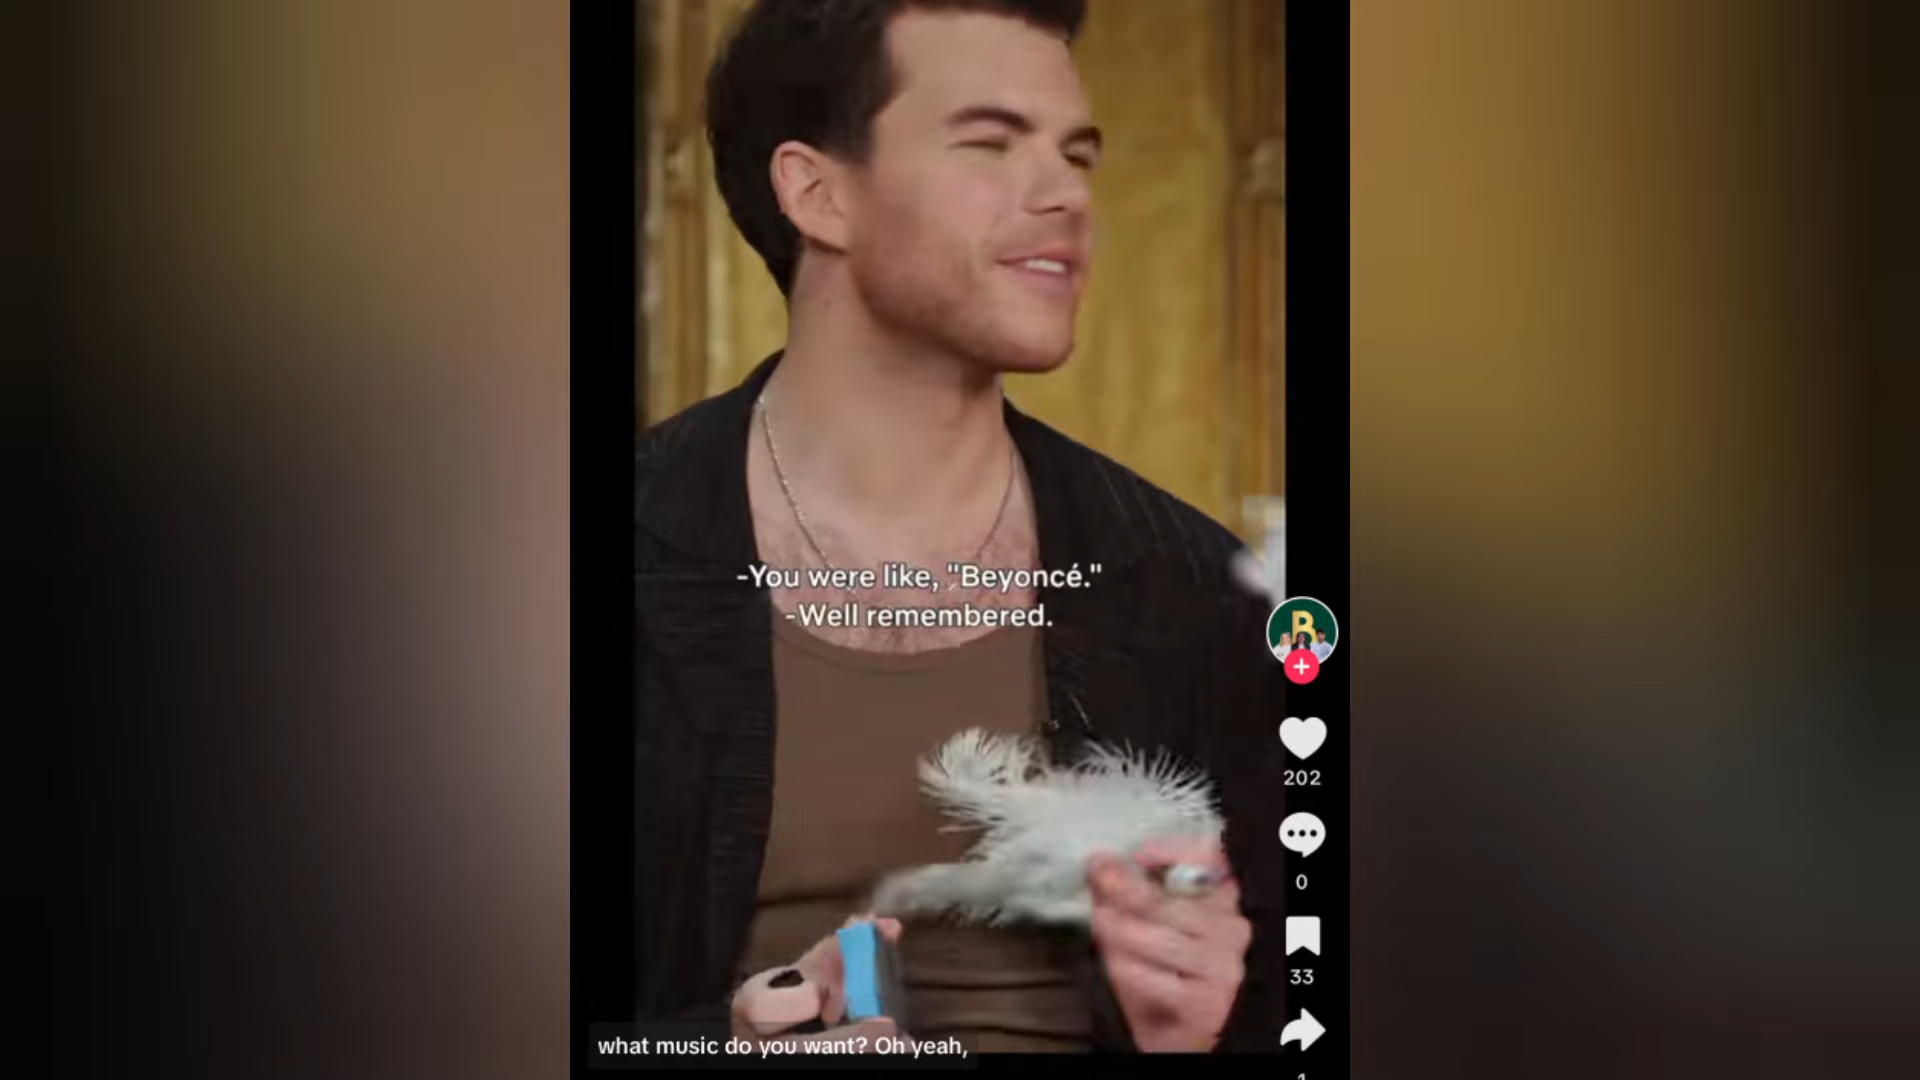 -You were like, "Beyoncé."
-Well remembered.
B
202
0
33
what music do you want? Oh yeah,